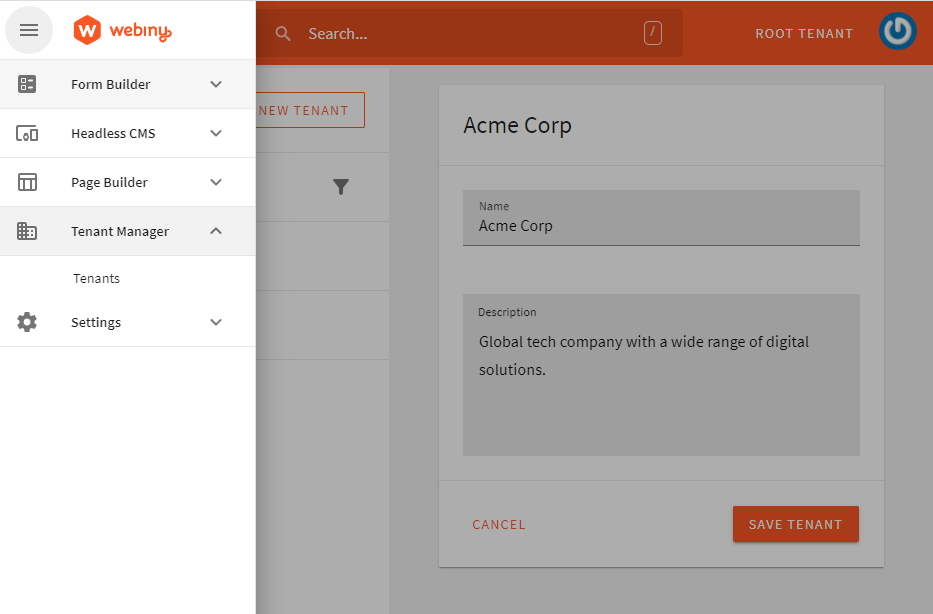 webiny
Search...
/
ROOT TENANT
Form Builder
Headless CMS
Page Builder
Tenant Manager
Tenants
Settings
NEW TENANT
Acme Corp
Name
Acme Corp
Description
Global tech company with a wide range of digital
solutions.
CANCEL
SAVE TENANT